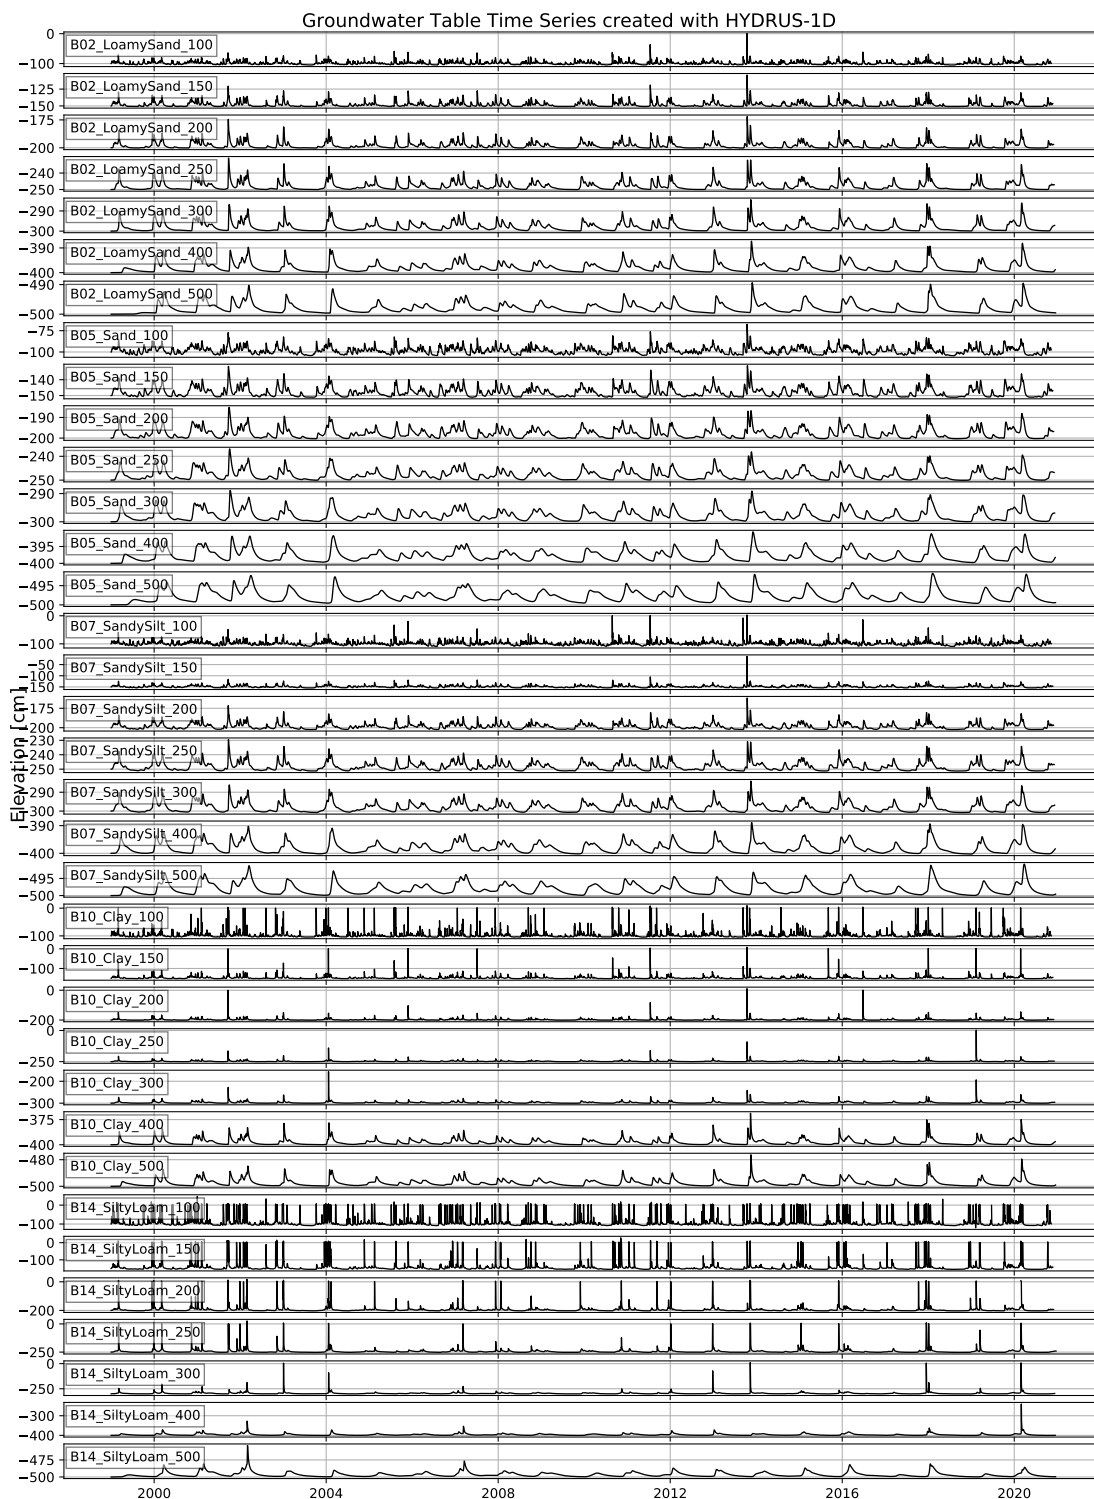 Groundwater Table Time Series created with HYDRUS-1D
Elevation [cm]
0
−100
B02_LoamySand_100
−125
−150
B02_LoamySand_150
−175
−200
B02_LoamySand_200
−240
−250
B02_LoamySand_250
−290
−300
B02_LoamySand_300
−390
−400
B02_LoamySand_400
−490
−500
B02_LoamySand_500
−75
−100
B05_Sand_100
−140
−150
B05_Sand_150
−190
−200
B05_Sand_200
−240
−250
B05_Sand_250
−290
−300
B05_Sand_300
−395
−400
B05_Sand_400
−495
−500
B05_Sand_500
0
−100
B07_SandySilt_100
−50
−100
−150
B07_SandySilt_150
−175
−200
B07_SandySilt_200
−230
−240
−250
B07_SandySilt_250
−290
−300
B07_SandySilt_300
−390
−400
B07_SandySilt_400
−495
−500
B07_SandySilt_500
0
−100
B10_Clay_100
0
−100
B10_Clay_150
0
−200
B10_Clay_200
0
−250
B10_Clay_250
−200
−300
B10_Clay_300
−375
−400
B10_Clay_400
−480
−500
B10_Clay_500
0
−100
B14_SiltyLoam_100
0
−100
B14_SiltyLoam_150
0
−200
B14_SiltyLoam_200
0
−250
B14_SiltyLoam_250
0
−250
B14_SiltyLoam_300
−300
−400
B14_SiltyLoam_400
−475
−500
B14_SiltyLoam_500
2000 2004 2008 2012 2016 2020